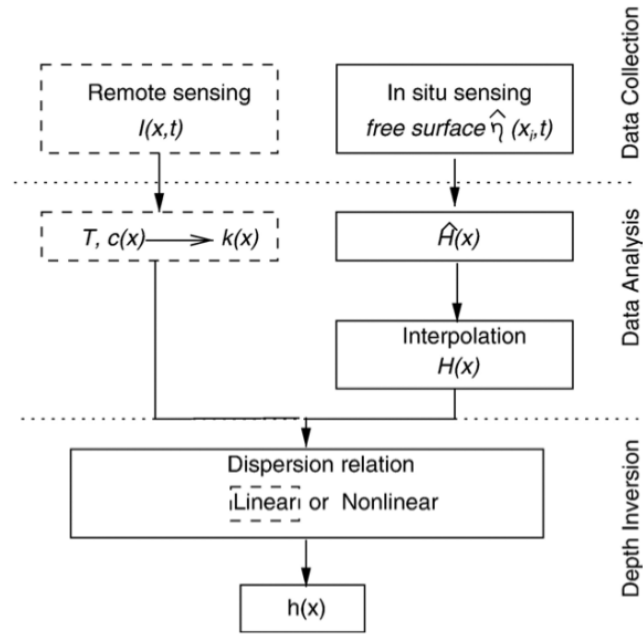 Remote sensing
I(x,t)
In situ sensing
free surface η̂ (xᵢ,t)
Data Collection
T, c(x) ⟶ k(x)
Ĥ(x)
Interpolation
H(x)
Data Analysis
Dispersion relation
Linear or Nonlinear
h(x)
Depth Inversion